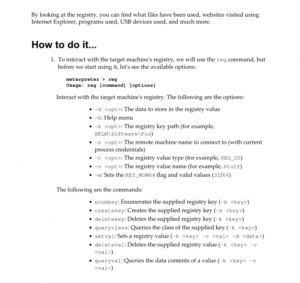 By looking at the registry, you can find what files have been used, websites visited using
Internet Explorer, programs used, USB devices used, and much more.
How to do it...
1. To interact with the target machine's registry, we will use the reg command, but
before we start using it, let's see the available options:
meterpreter > reg
Usage: reg [command] [options]
Interact with the target machine's registry. The following are the options:
• -d <opt>: The data to store in the registry value
• -h: Help menu
• -k <opt>: The registry key path (for example,
HKLM\Software\Foo)
• -r <opt>: The remote machine name to connect to (with current
process credentials)
• -t <opt>: The registry value type (for example, REG_SZ)
• -v <opt>: The registry value name (for example, Stuff)
• -w: Sets the KEY_WOW64 flag and valid values (32/64)
The following are the commands:
• enumkey: Enumerates the supplied registry key (-k <key>)
• createkey: Creates the supplied registry key (-k <key>)
• deletekey: Deletes the supplied registry key (-k <key>)
• queryclass: Queries the class of the supplied key (-k <key>)
• setval: Sets a registry value (-k <key> -v <val> -d <data>)
• deleteval: Deletes the supplied registry value (-k <key> -v
<val>)
• queryval: Queries the data contents of a value (-k <key> -v
<val>)